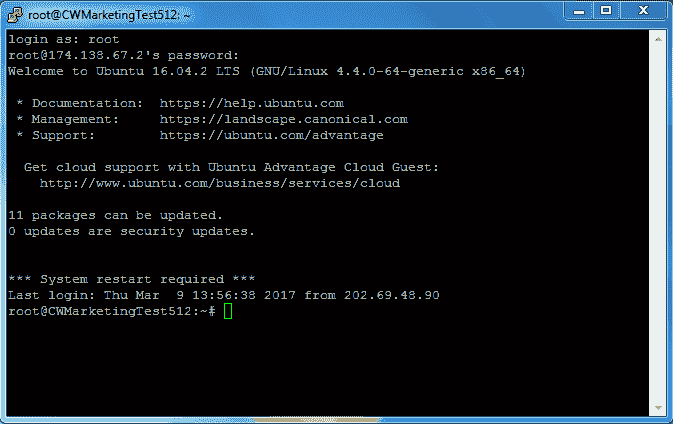 root@CWMarketingTest512: ~
login as: root
root@174.138.67.2's password:
Welcome to Ubuntu 16.04.2 LTS (GNU/Linux 4.4.0-64-generic x86_64)
* Documentation:  https://help.ubuntu.com
* Management:     https://landscape.canonical.com
* Support:        https://ubuntu.com/advantage
Get cloud support with Ubuntu Advantage Cloud Guest:
http://www.ubuntu.com/business/services/cloud
11 packages can be updated.
0 updates are security updates.
*** System restart required ***
Last login: Thu Mar  9 13:56:38 2017 from 202.69.48.90
root@CWMarketingTest512:~#